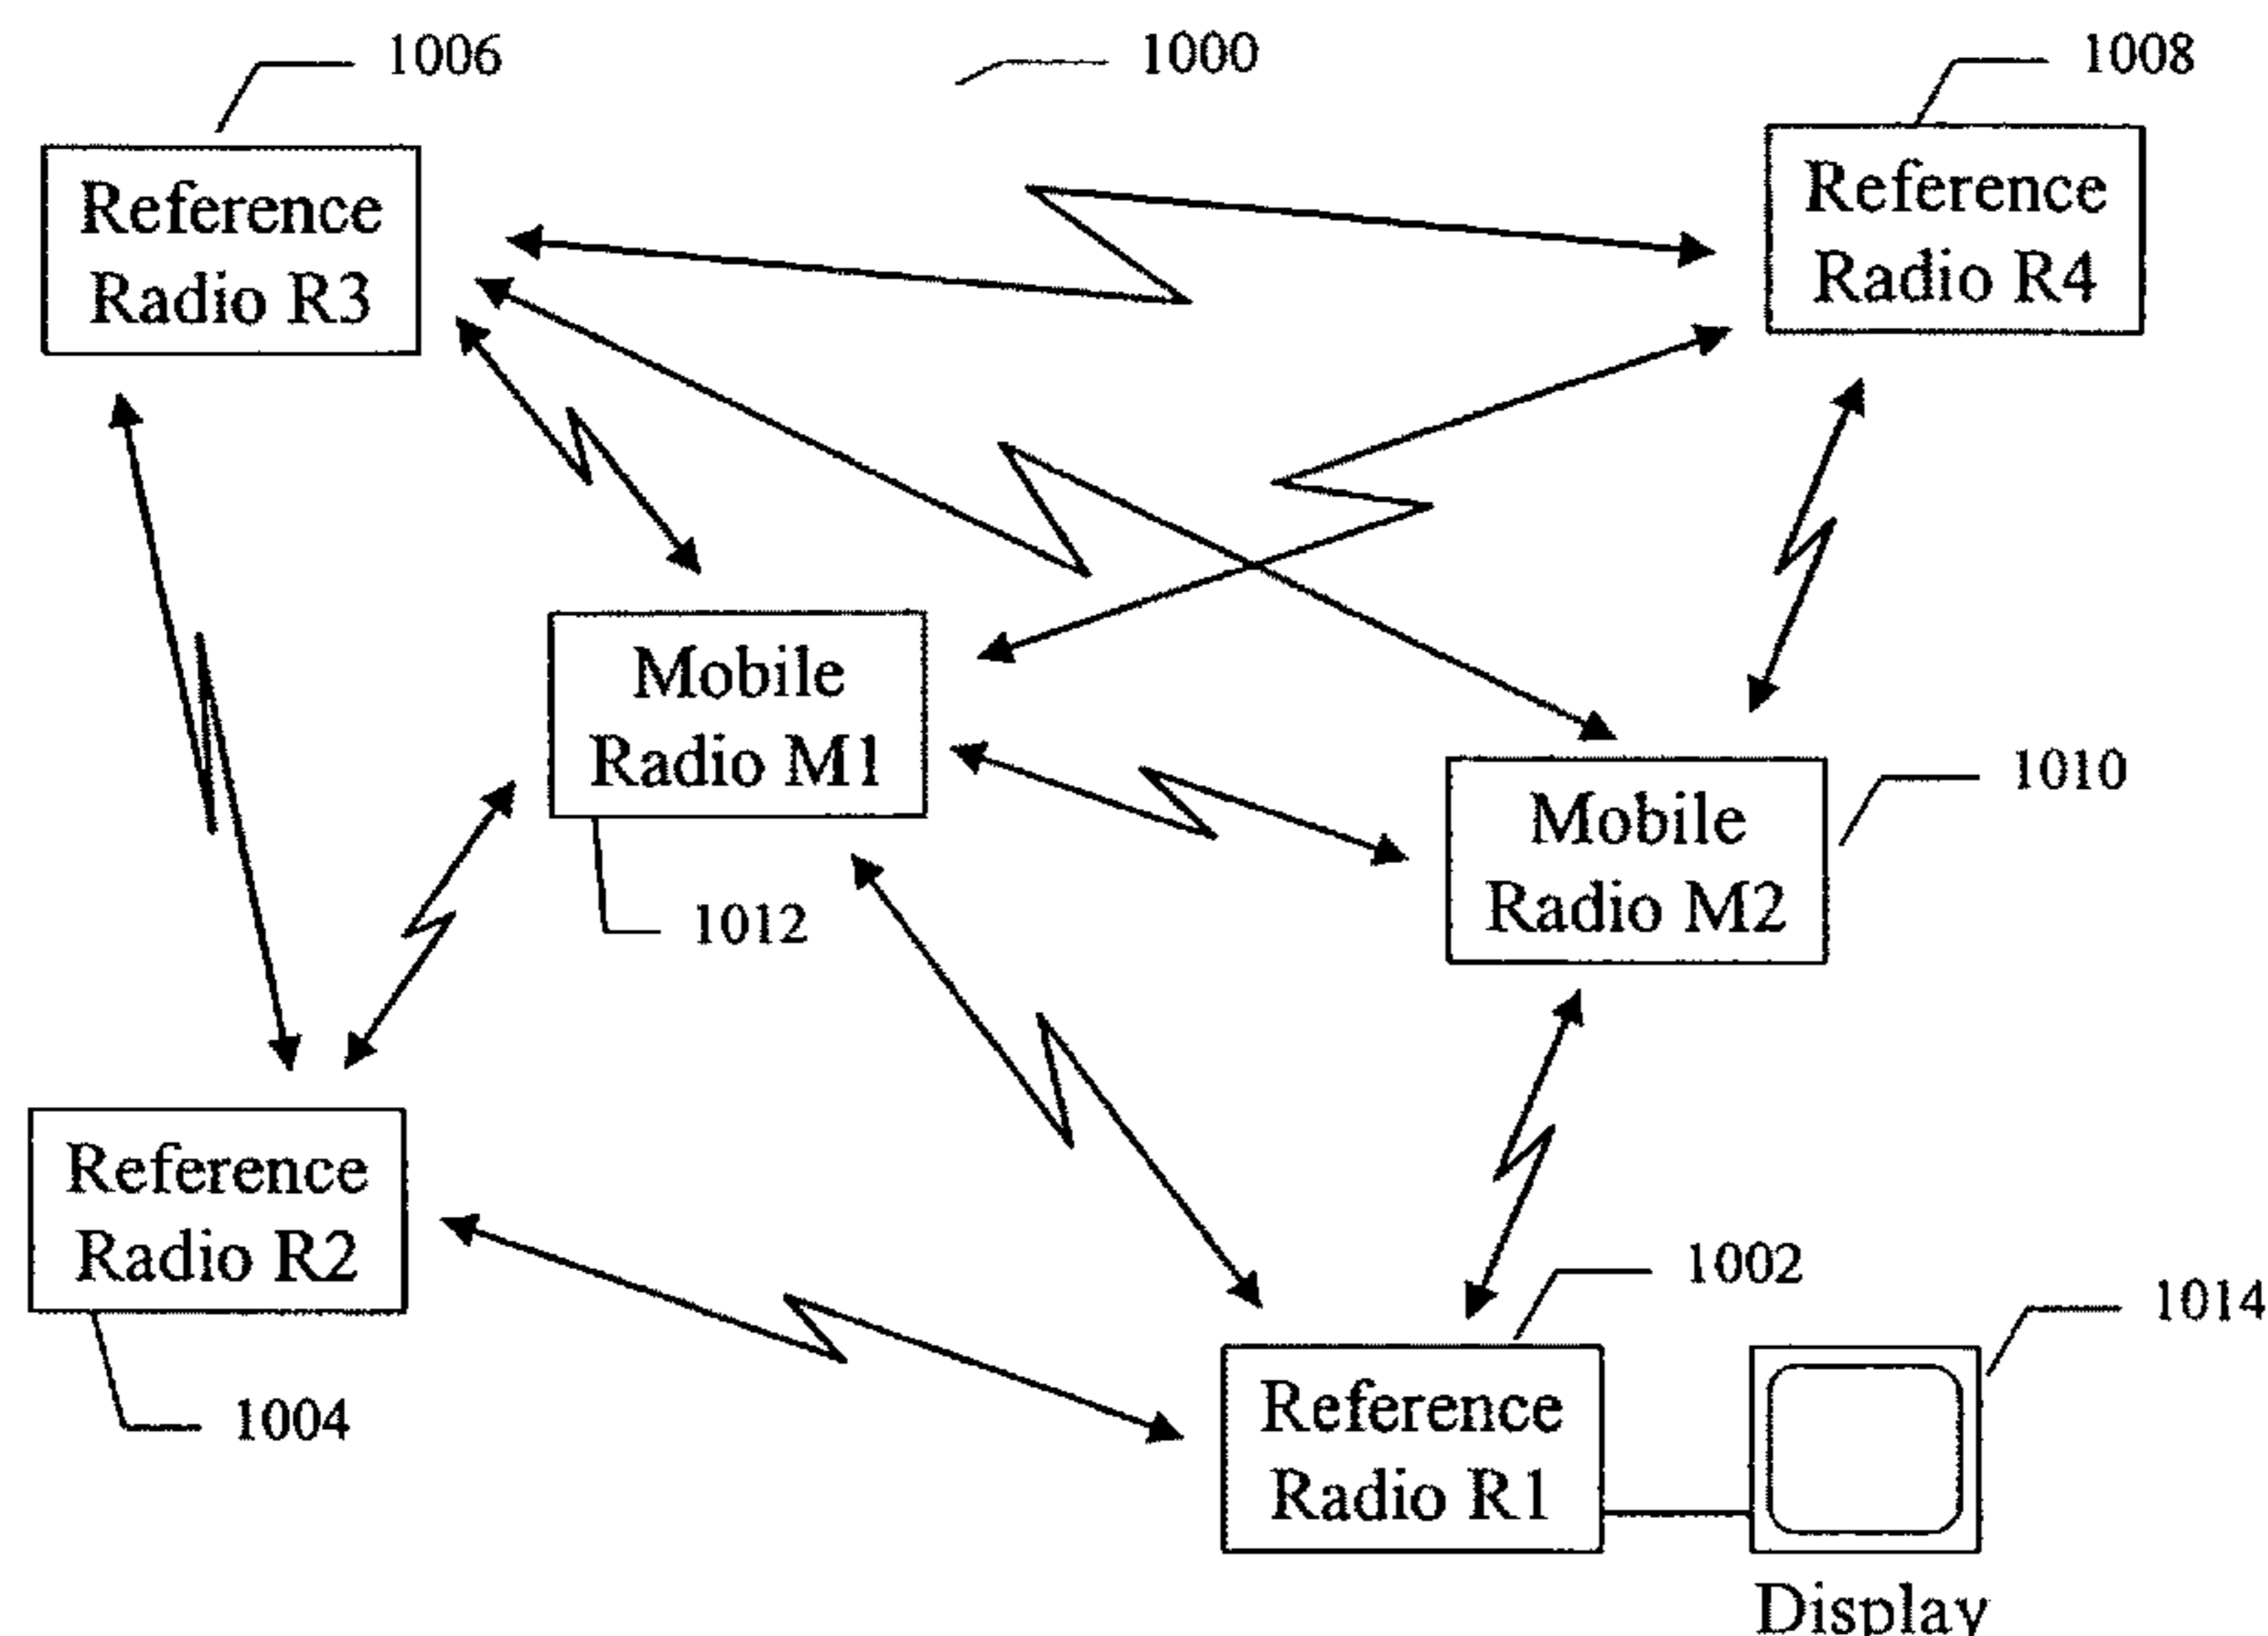 1006
1000
1008
Reference
Radio R3
Reference
Radio R4
Mobile
Radio M1
1010
Mobile
Radio M2
1012
Reference
Radio R2
1002
1014
1004
Reference
Radio R1
Display